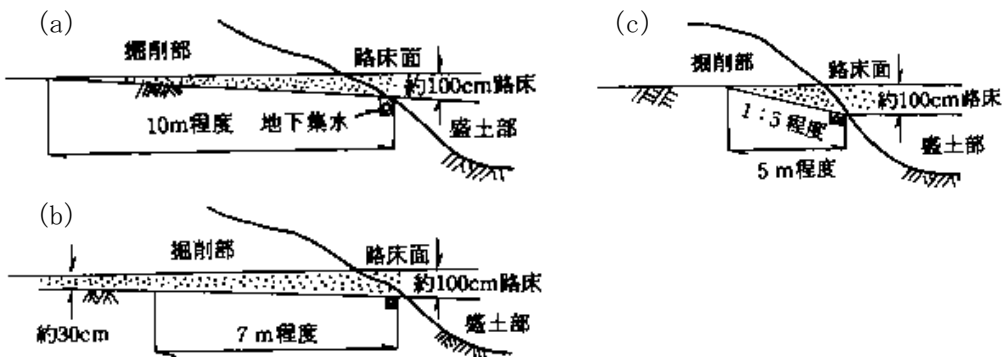 (a)
掘削部
路床面
約100cm路床
10m程度
地下集水
盛土部
(c)
掘削部
路床面
約100cm路床
1:5程度
盛土部
5m程度
(b)
掘削部
路床面
約100cm路床
約30cm
7m程度
盛土部